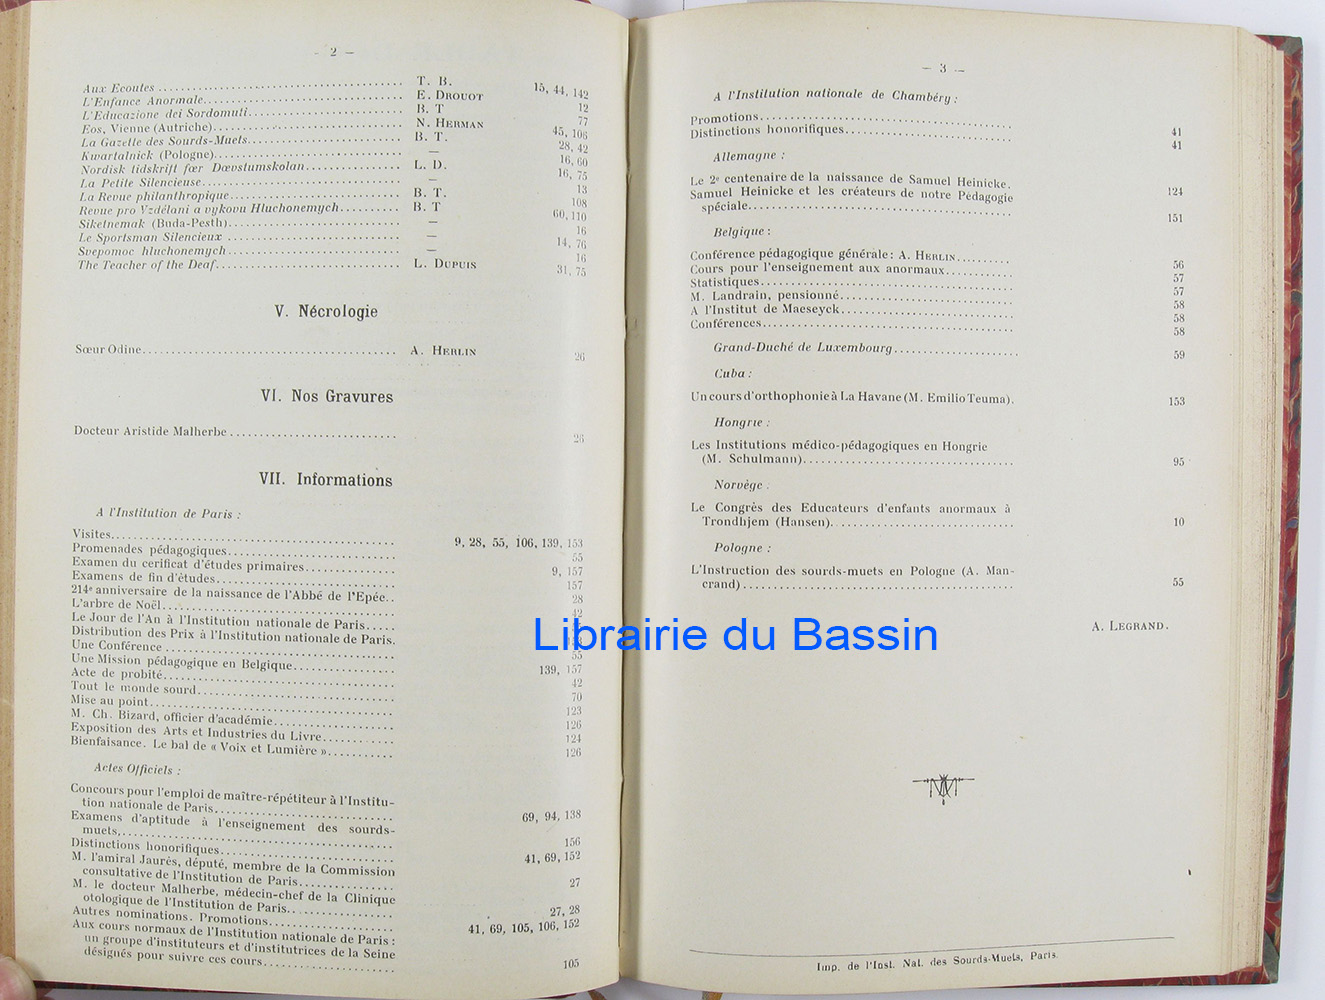 — 2 —
Aux Ecoutes ........ T. B. 15, 44, 142
L'Enfance Anormale........ E. DROUOT 12
L'Educazione dei Sordomuti........ B. T 77
Eos, Vienne (Autriche)........ N. HERMAN 45, 106
La Gazette des Sourds-Muets........ B. T. 28, 42
Kwartalnick (Pologne)........ — 16, 60
Nordisk tidskrift fœr Dœvstumskolan ........ L. D. 16, 75
La Petite Silencieuse........ — 13
La Revue philanthropique........ B. T. 108
Revue pro Vzdélani a vykovu Hluchonemych........ B. T 60, 110
Siketnemak (Buda-Pesth)........ — 16
Le Sportsman Silencieux ........ — 14, 76
Svepomoc hluchonemych........ — 16
The Teacher of the Deaf........ L. DUPUIS 31, 75
V. Nécrologie
Sœur Odine........ A. HERLIN 26
VI. Nos Gravures
Docteur Aristide Malherbe ........ 26
VII. Informations
A l'Institution de Paris :
Visites........ 9, 28, 55, 106, 139, 153
Promenades pédagogiques........ 55
Examen du cerificat d'études primaires........ 9, 157
Examens de fin d'études........ 157
214e anniversaire de la naissance de l'Abbé de l'Epée.. 28
L'arbre de Noël........ 42
Le Jour de l'An à l'Institution nationale de Paris.....
Distribution des Prix à l'Institution nationale de Paris.
Une Conférence ........ 55
Une Mission pédagogique en Belgique........ 139, 157
Acte de probité........ 42
Tout le monde sourd........ 70
Mise au point........ 123
M. Ch. Bizard, officier d'académie........ 126
Exposition des Arts et Industries du Livre........ 124
Bienfaisance. Le bal de « Voix et Lumière »........ 126
Actes Officiels :
Concours pour l'emploi de maître-répétiteur à l'Institu-
tion nationale de Paris........ 69, 94, 138
Examens d'aptitude à l'enseignement des sourds-
muets,........ 156
Distinctions honorifiques........ 41, 69, 152
M. l'amiral Jaurès, député, membre de la Commission
consultative de l'Institution de Paris........ 27
M. le docteur Malherbe, médecin-chef de la Clinique
otologique de l'Institution de Paris........ 27, 28
Autres nominations. Promotions........ 41, 69, 105, 106, 152
Aux cours normaux de l'Institution nationale de Paris :
un groupe d'instituteurs et d'institutrices de la Seine
désignés pour suivre ces cours........ 105
— 3 —
A l'Institution nationale de Chambéry :
Promotions........ 41
Distinctions honorifiques........ 41
Allemagne :
Le 2e centenaire de la naissance de Samuel Heinicke. 124
Samuel Heinicke et les créateurs de notre Pédagogie
spéciale........ 151
Belgique :
Conférence pédagogique générale : A. HERLIN........ 56
Cours pour l'enseignement aux anormaux........ 57
Statistiques........ 57
M. Landrain, pensionné........ 58
A l'Institut de Maeseyck........ 58
Conférences........ 58
Grand-Duché de Luxembourg........ 59
Cuba :
Un cours d'orthophonie à La Havane (M. Emilio Teuma). 153
Hongrie :
Les Institutions médico-pédagogiques en Hongrie
(M. Schulmann)........ 95
Norvège :
Le Congrès des Educateurs d'enfants anormaux à
Trondhjem (Hansen)........ 10
Pologne :
L'Instruction des sourds-muets en Pologne (A. Man-
crand)........ 55
A. LEGRAND.
Imp. de l'Inst. Nat. des Sourds-Muets, Paris.
Librairie du Bassin